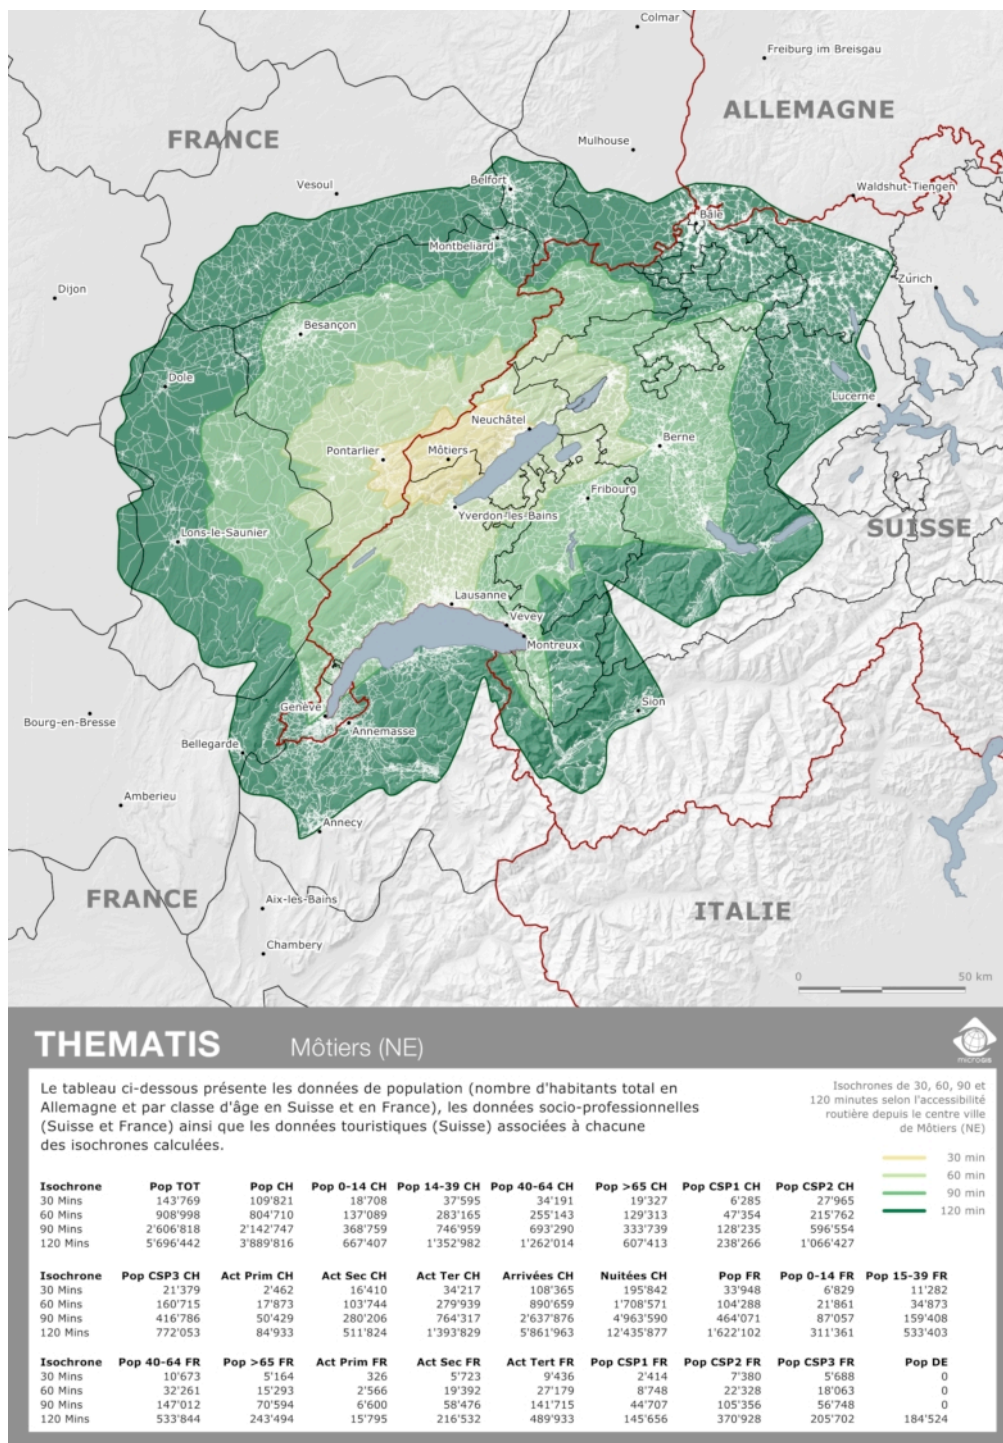 Colmar
Freiburg im Breisgau
ALLEMAGNE
FRANCE
Mulhouse
Belfort
Vesoul
Waldshut-Tiengen
Bâle
Montbeliard
Zürich
Dijon
Besançon
Dole
Lucerne
Neuchâtel
Berne
Pontarlier
Môtiers
Fribourg
Yverdon-les-Bains
SUISSE
Lons-le-Saunier
Lausanne
Vevey
Montreux
Sion
Genève
Bourg-en-Bresse
Annemasse
Bellegarde
Amberieu
Annecy
FRANCE
Aix-les-Bains
ITALIE
Chambery
0 50 km
THEMATIS Môtiers (NE)
microGIS
Le tableau ci-dessous présente les données de population (nombre d'habitants total en
Allemagne et par classe d'âge en Suisse et en France), les données socio-professionnelles
(Suisse et France) ainsi que les données touristiques (Suisse) associées à chacune
des isochrones calculées.
Isochrones de 30, 60, 90 et
120 minutes selon l'accessibilité
routière depuis le centre ville
de Môtiers (NE)
30 min
60 min
90 min
120 min
Isochrone Pop TOT Pop CH Pop 0-14 CH Pop 14-39 CH Pop 40-64 CH Pop >65 CH Pop CSP1 CH Pop CSP2 CH
30 Mins 143'769 109'821 18'708 37'595 34'191 19'327 6'285 27'965
60 Mins 908'998 804'710 137'089 283'165 255'143 129'313 47'354 215'762
90 Mins 2'606'818 2'142'747 368'759 746'959 693'290 333'739 128'235 596'554
120 Mins 5'696'442 3'889'816 667'407 1'352'982 1'262'014 607'413 238'266 1'066'427
Isochrone Pop CSP3 CH Act Prim CH Act Sec CH Act Ter CH Arrivées CH Nuitées CH Pop FR Pop 0-14 FR Pop 15-39 FR
30 Mins 21'379 2'462 16'410 34'217 108'365 195'842 33'948 6'829 11'282
60 Mins 160'715 17'873 103'744 279'939 890'659 1'708'571 104'288 21'861 34'873
90 Mins 416'786 50'429 280'206 764'317 2'637'876 4'963'590 464'071 87'057 159'408
120 Mins 772'053 84'933 511'824 1'393'829 5'861'963 12'435'877 1'622'102 311'361 533'403
Isochrone Pop 40-64 FR Pop >65 FR Act Prim FR Act Sec FR Act Tert FR Pop CSP1 FR Pop CSP2 FR Pop CSP3 FR Pop DE
30 Mins 10'673 5'164 326 5'723 9'436 2'414 7'380 5'688 0
60 Mins 32'261 15'293 2'566 19'392 27'179 8'748 22'328 18'063 0
90 Mins 147'012 70'594 6'600 58'476 141'715 44'707 105'356 56'748 0
120 Mins 533'844 243'494 15'795 216'532 489'933 145'656 370'928 205'702 184'524